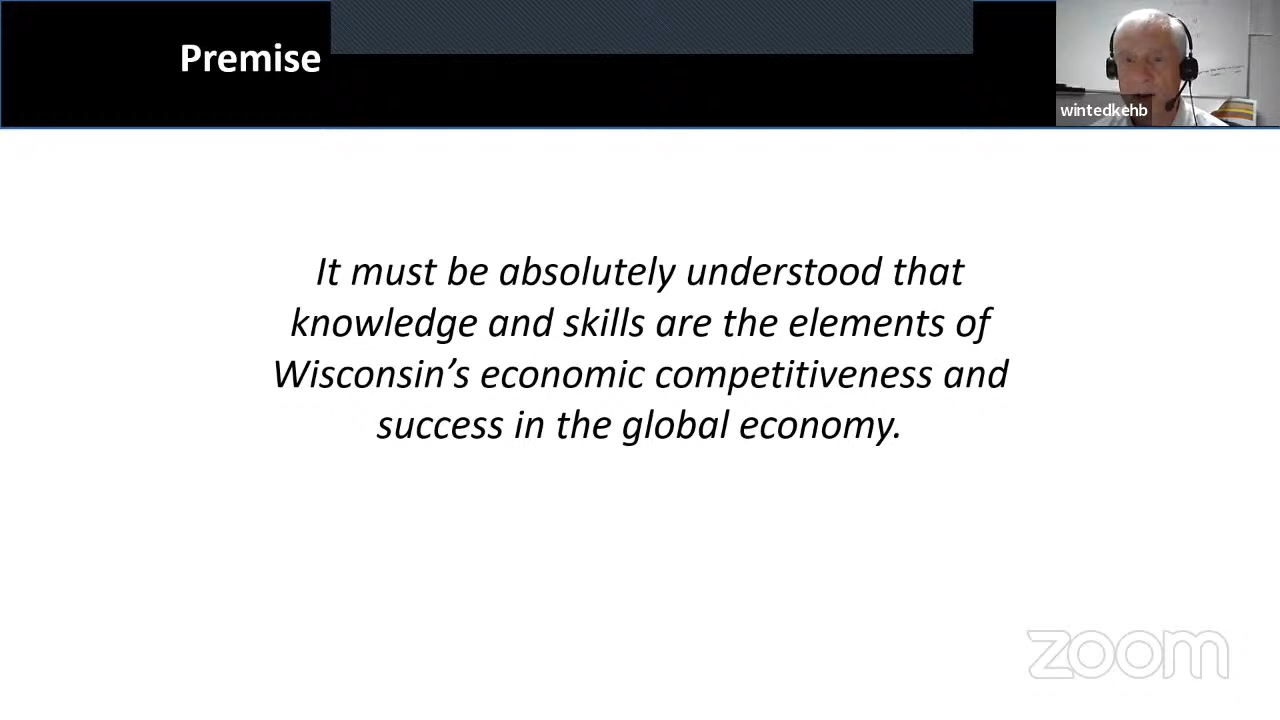 Premise
wintedkehb
It must be absolutely understood that
knowledge and skills are the elements of
Wisconsin’s economic competitiveness and
success in the global economy.
zoom